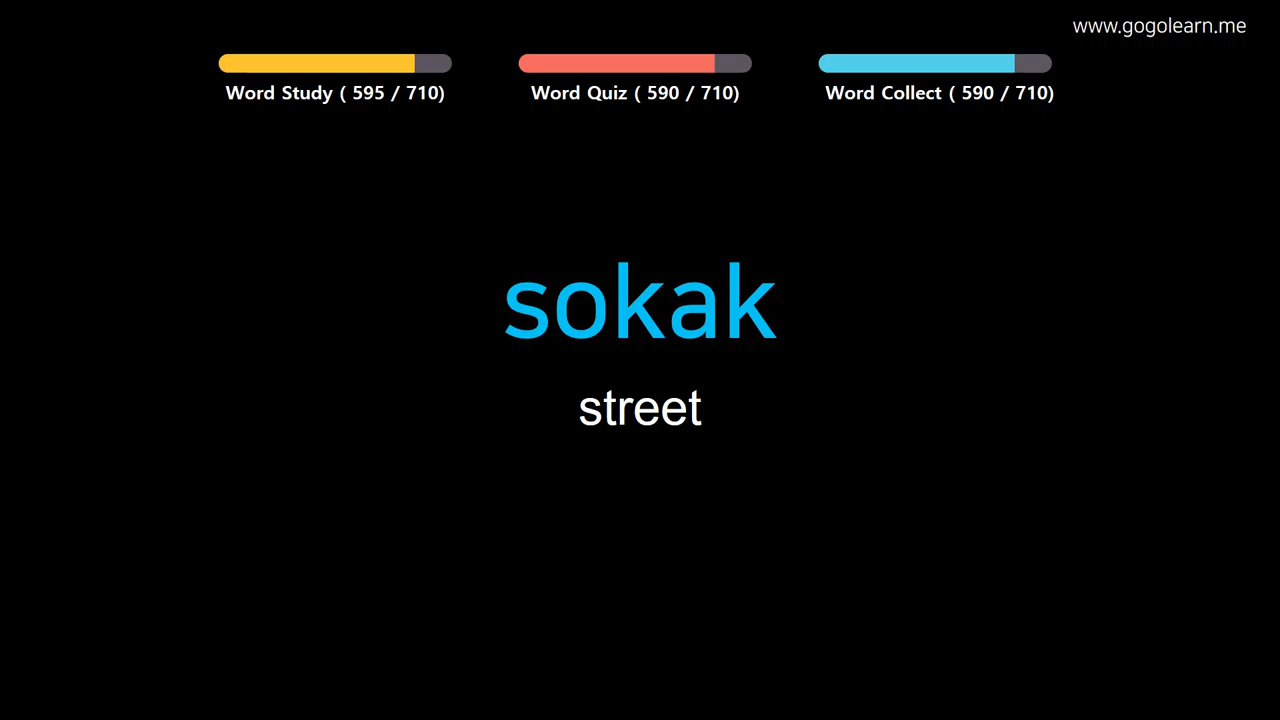 www.gogolearn.me
Word Study ( 595 / 710)
Word Quiz ( 590 / 710)
Word Collect ( 590 / 710)
sokak
street